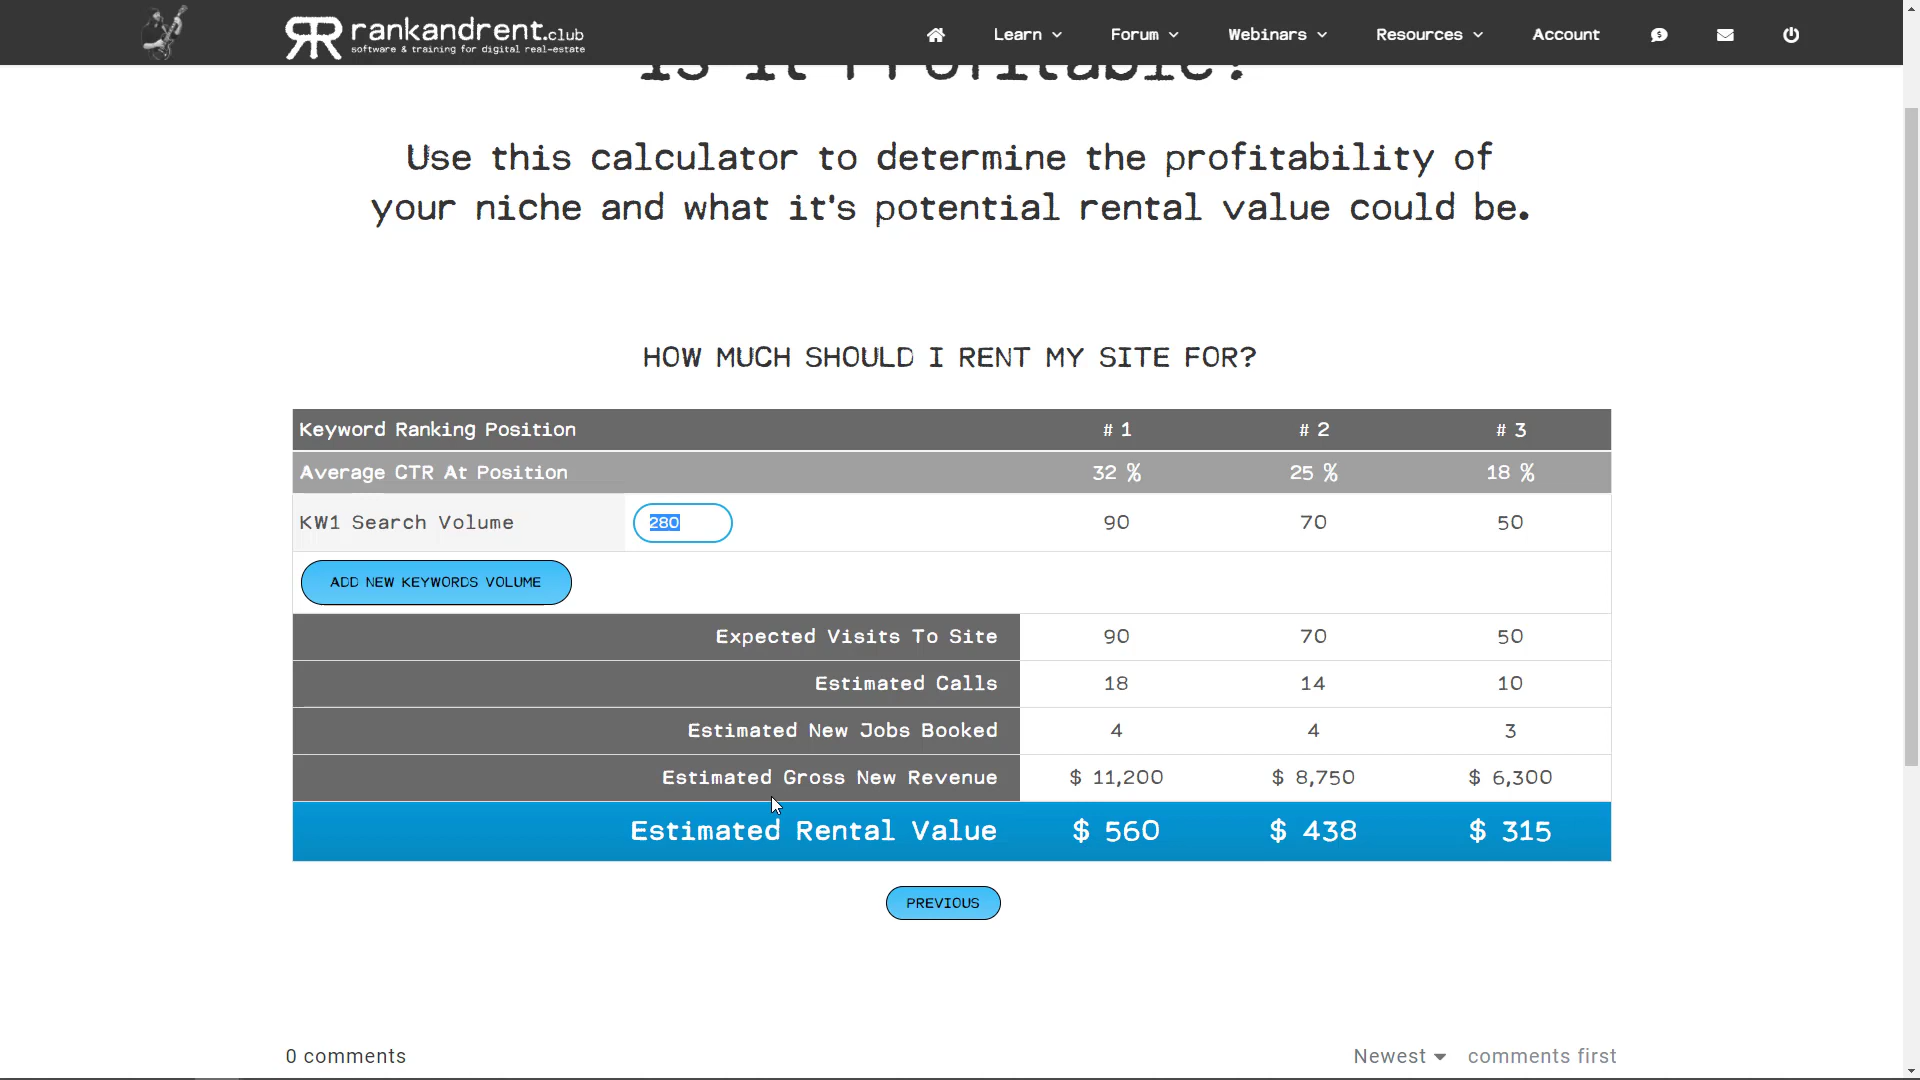 rankandrent.club
software & training for digital real-estate
Learn
Forum
Webinars
Resources
Account
Is it Profitable?
Use this calculator to determine the profitability of
your niche and what it's potential rental value could be.
HOW MUCH SHOULD I RENT MY SITE FOR?
Keyword Ranking Position # 1 # 2 # 3
Average CTR At Position 32 % 25 % 18 %
KW1 Search Volume 280 90 70 50
ADD NEW KEYWORDS VOLUME
Expected Visits To Site 90 70 50
Estimated Calls 18 14 10
Estimated New Jobs Booked 4 4 3
Estimated Gross New Revenue $ 11,200 $ 8,750 $ 6,300
Estimated Rental Value $ 560 $ 438 $ 315
PREVIOUS
0 comments
Newest comments first